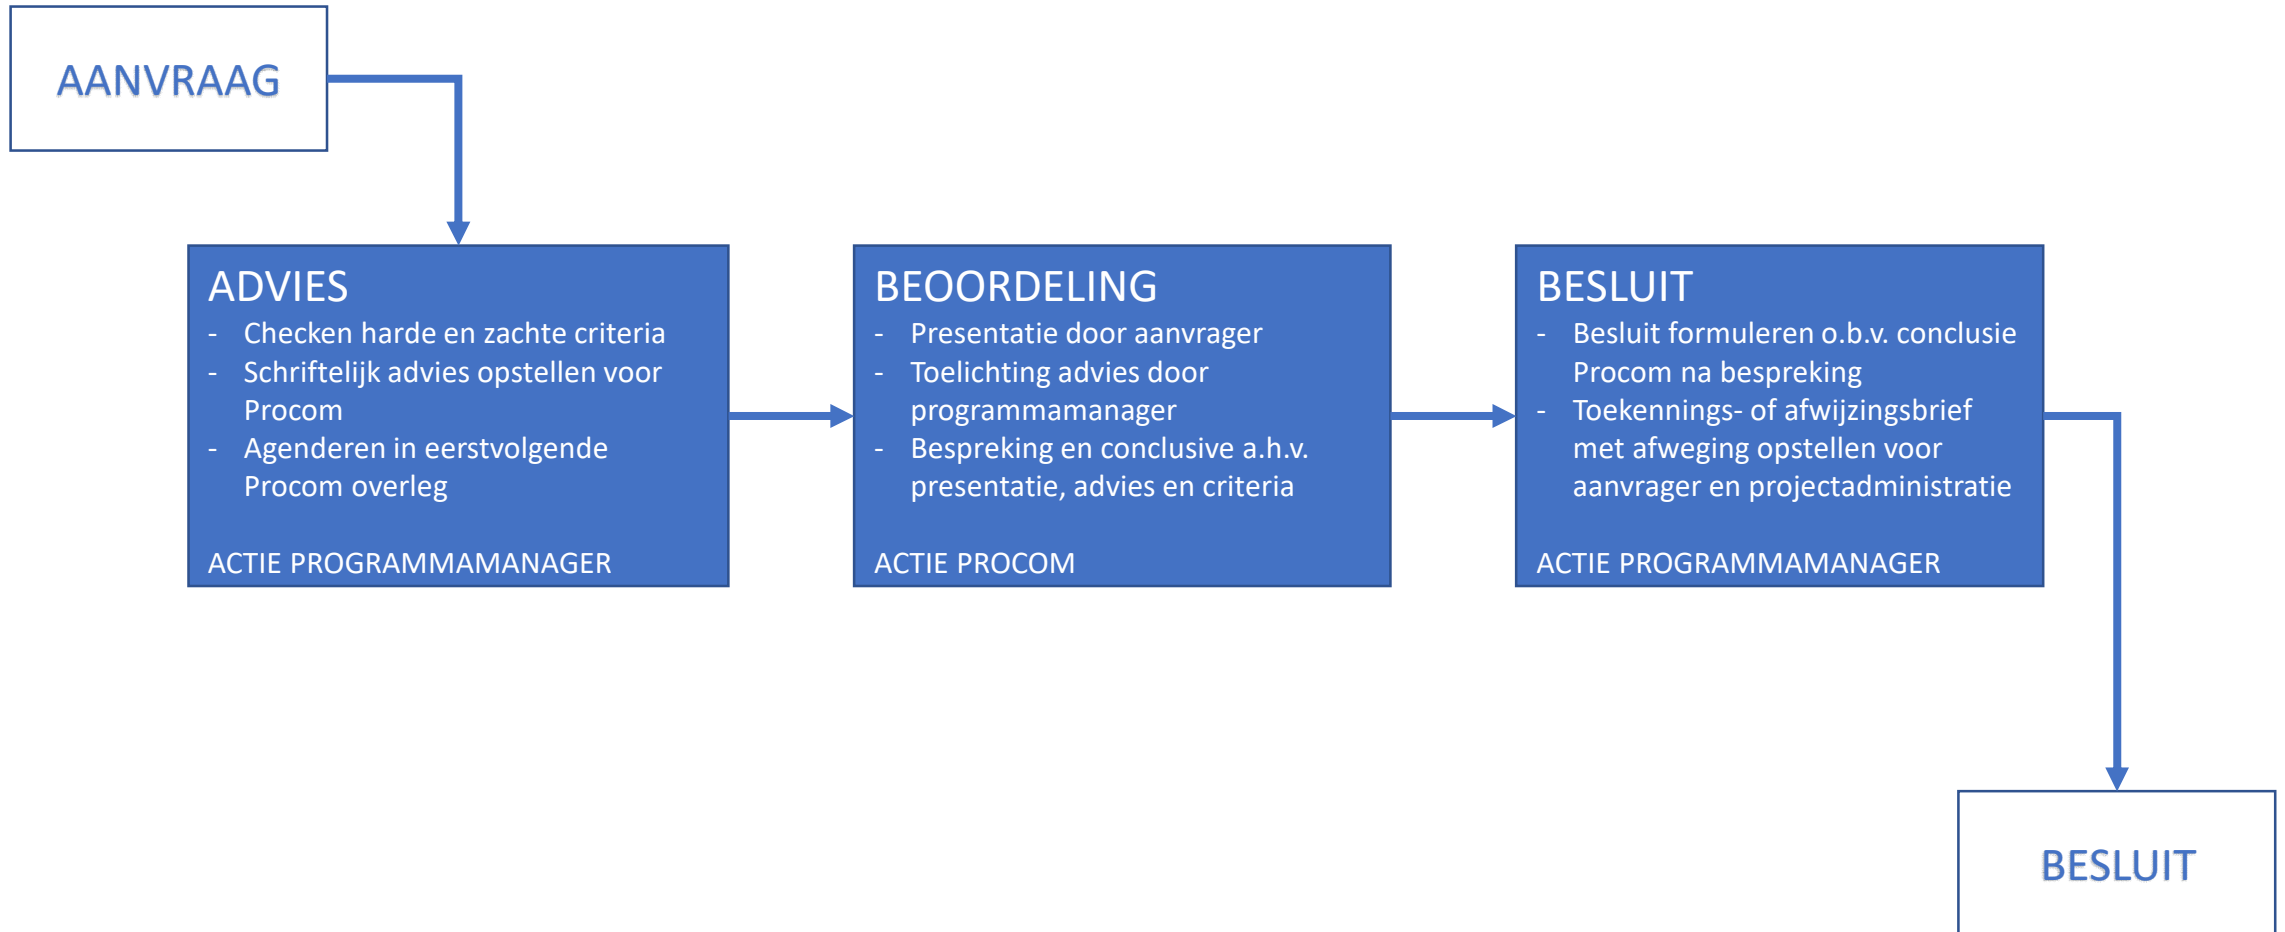 AANVRAAG
ADVIES
- Checken harde en zachte criteria
- Schriftelijk advies opstellen voor
Procom
- Agenderen in eerstvolgende
Procom overleg
ACTIE PROGRAMMAMANAGER
BEOORDELING
- Presentatie door aanvrager
- Toelichting advies door
programmamanager
- Bespreking en conclusive a.h.v.
presentatie, advies en criteria
ACTIE PROCOM
BESLUIT
- Besluit formuleren o.b.v. conclusie
Procom na bespreking
- Toekennings- of afwijzingsbrief
met afweging opstellen voor
aanvrager en projectadministratie
ACTIE PROGRAMMAMANAGER
BESLUIT